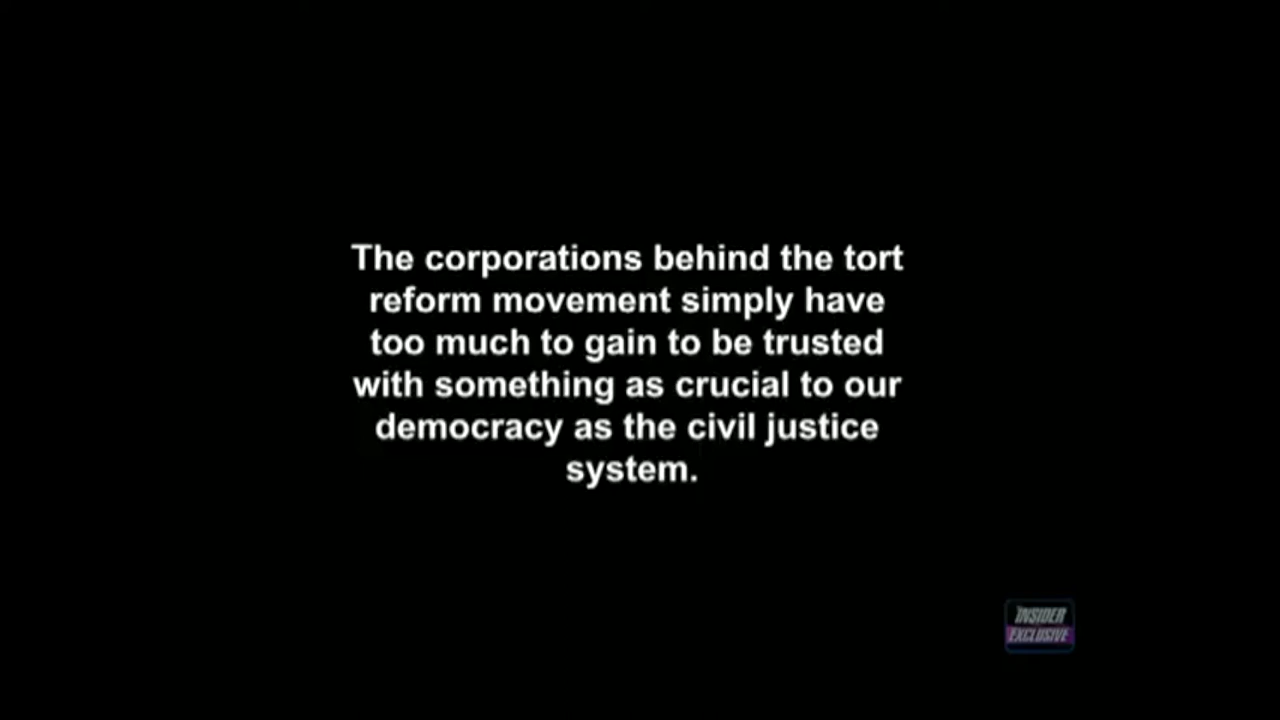 The corporations behind the tort
reform movement simply have
too much to gain to be trusted
with something as crucial to our
democracy as the civil justice
system.
INSIDER
EXCLUSIVE